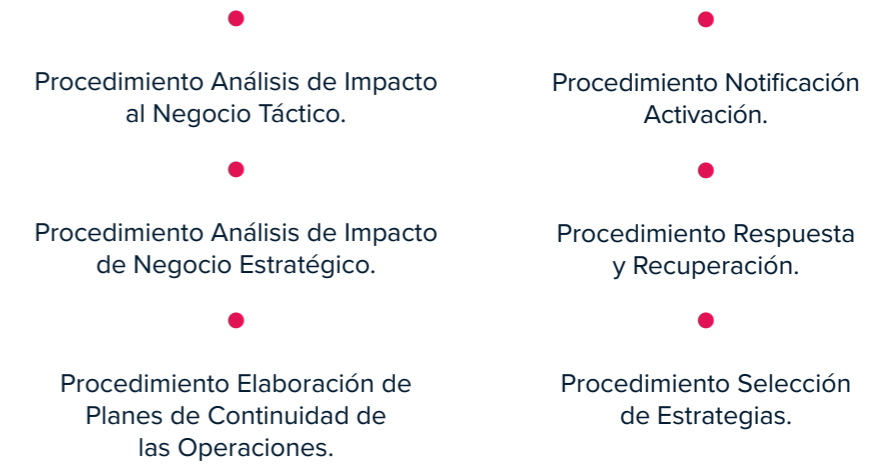 Procedimiento Análisis de Impacto
al Negocio Táctico.
Procedimiento Análisis de Impacto
de Negocio Estratégico.
Procedimiento Elaboración de
Planes de Continuidad de
las Operaciones.
Procedimiento Notificación
Activación.
Procedimiento Respuesta
y Recuperación.
Procedimiento Selección
de Estrategias.